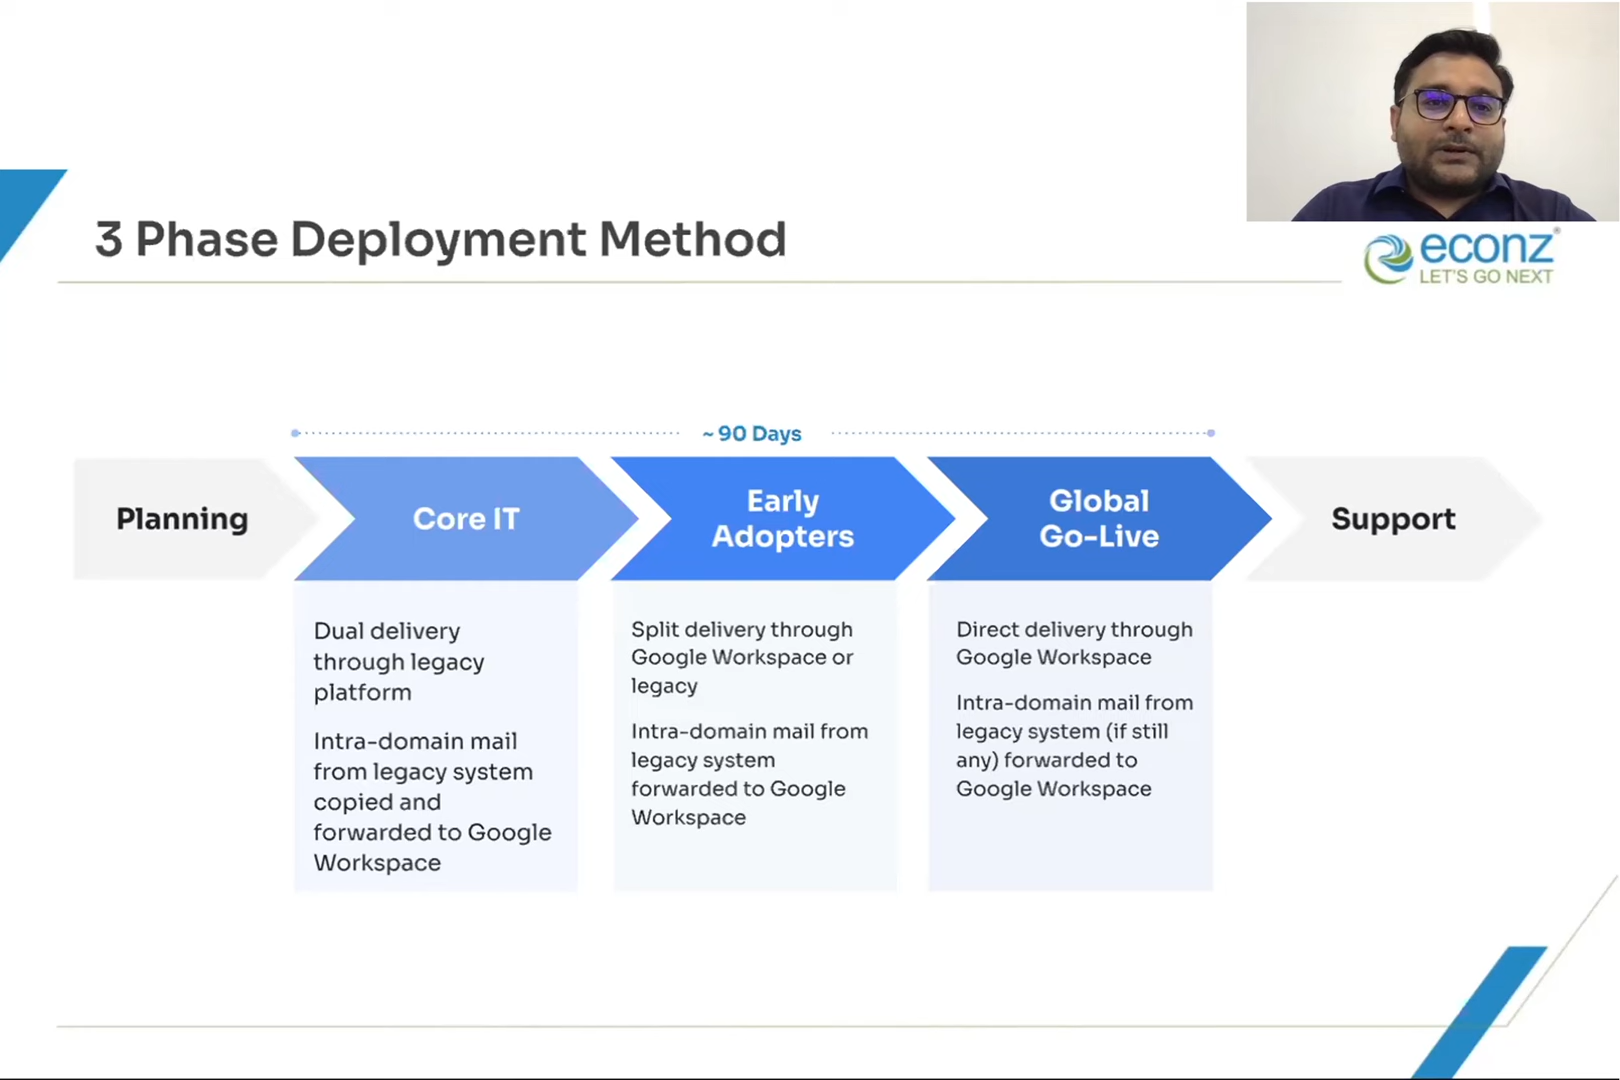 3 Phase Deployment Method
econz®
LET'S GO NEXT
~ 90 Days
Planning
Core IT
Early
Adopters
Global
Go-Live
Support
Dual delivery
through legacy
platform
Intra-domain mail
from legacy system
copied and
forwarded to Google
Workspace
Split delivery through
Google Workspace or
legacy
Intra-domain mail from
legacy system
forwarded to Google
Workspace
Direct delivery through
Google Workspace
Intra-domain mail from
legacy system (if still
any) forwarded to
Google Workspace